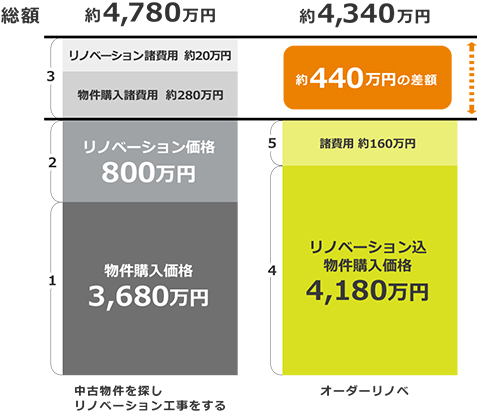 総額
約4,780万円
約4,340万円
3
リノベーション諸費用 約20万円
物件購入諸費用 約280万円
約440万円の差額
2
リノベーション価格
800万円
5
諸費用 約160万円
1
物件購入価格
3,680万円
4
リノベーション込
物件購入価格
4,180万円
中古物件を探し
リノベーション工事をする
オーダーリノベ